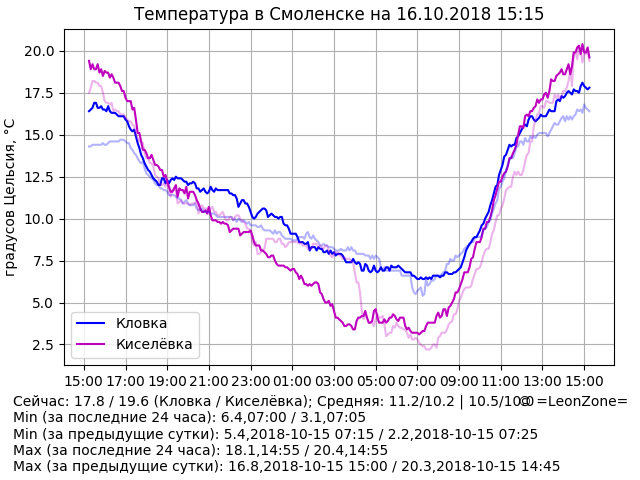 Температура в Смоленске на 16.10.2018 15:15
градусов Цельсия, °C
20.0
17.5
15.0
12.5
10.0
7.5
5.0
2.5
Кловка
Киселёвка
15:00 17:00 19:00 21:00 23:00 01:00 03:00 05:00 07:00 09:00 11:00 13:00 15:00
Сейчас: 17.8 / 19.6 (Кловка / Киселёвка); Средняя: 11.2/10.2 | 10.5/10.0
© =LeonZone=
Min (за последние 24 часа): 6.4,07:00 / 3.1,07:05
Min (за предыдущие сутки): 5.4,2018-10-15 07:15 / 2.2,2018-10-15 07:25
Max (за последние 24 часа): 18.1,14:55 / 20.4,14:55
Max (за предыдущие сутки): 16.8,2018-10-15 15:00 / 20.3,2018-10-15 14:45